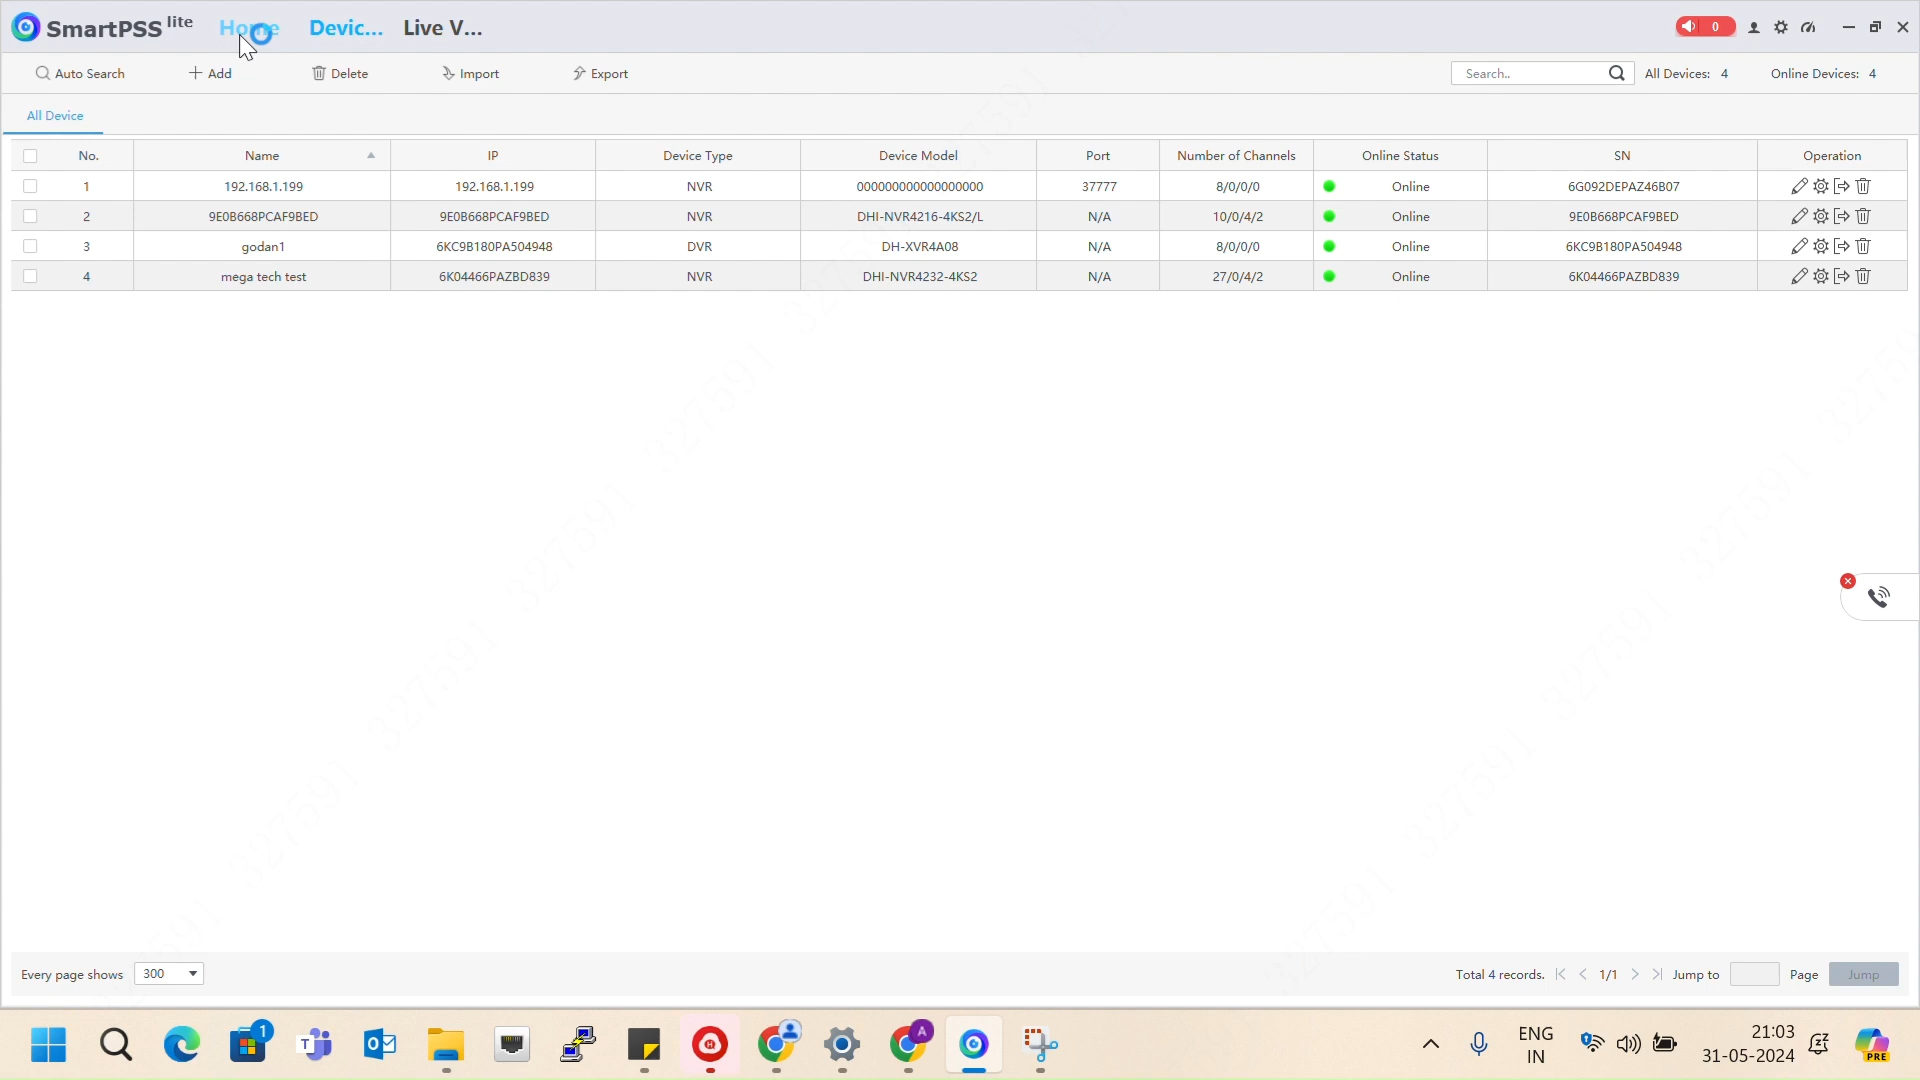 SmartPSS lite Home Devic... Live V... 0
Auto Search Add Delete Import Export Search.. All Devices: 4 Online Devices: 4
All Device
No. Name IP Device Type Device Model Port Number of Channels Online Status SN Operation
1 192.168.1.199 192.168.1.199 NVR 000000000000000000 37777 8/0/0/0 Online 6G092DEPAZ46B07
2 9E0B668PCAF9BED 9E0B668PCAF9BED NVR DHI-NVR4216-4KS2/L N/A 10/0/4/2 Online 9E0B668PCAF9BED
3 godan1 6KC9B180PA504948 DVR DH-XVR4A08 N/A 8/0/0/0 Online 6KC9B180PA504948
4 mega tech test 6K04466PAZBD839 NVR DHI-NVR4232-4KS2 N/A 27/0/4/2 Online 6K04466PAZBD839
Every page shows 300 Total 4 records. 1/1 Jump to Page Jump
1 A ENG 21:03
IN 31-05-2024 PRE